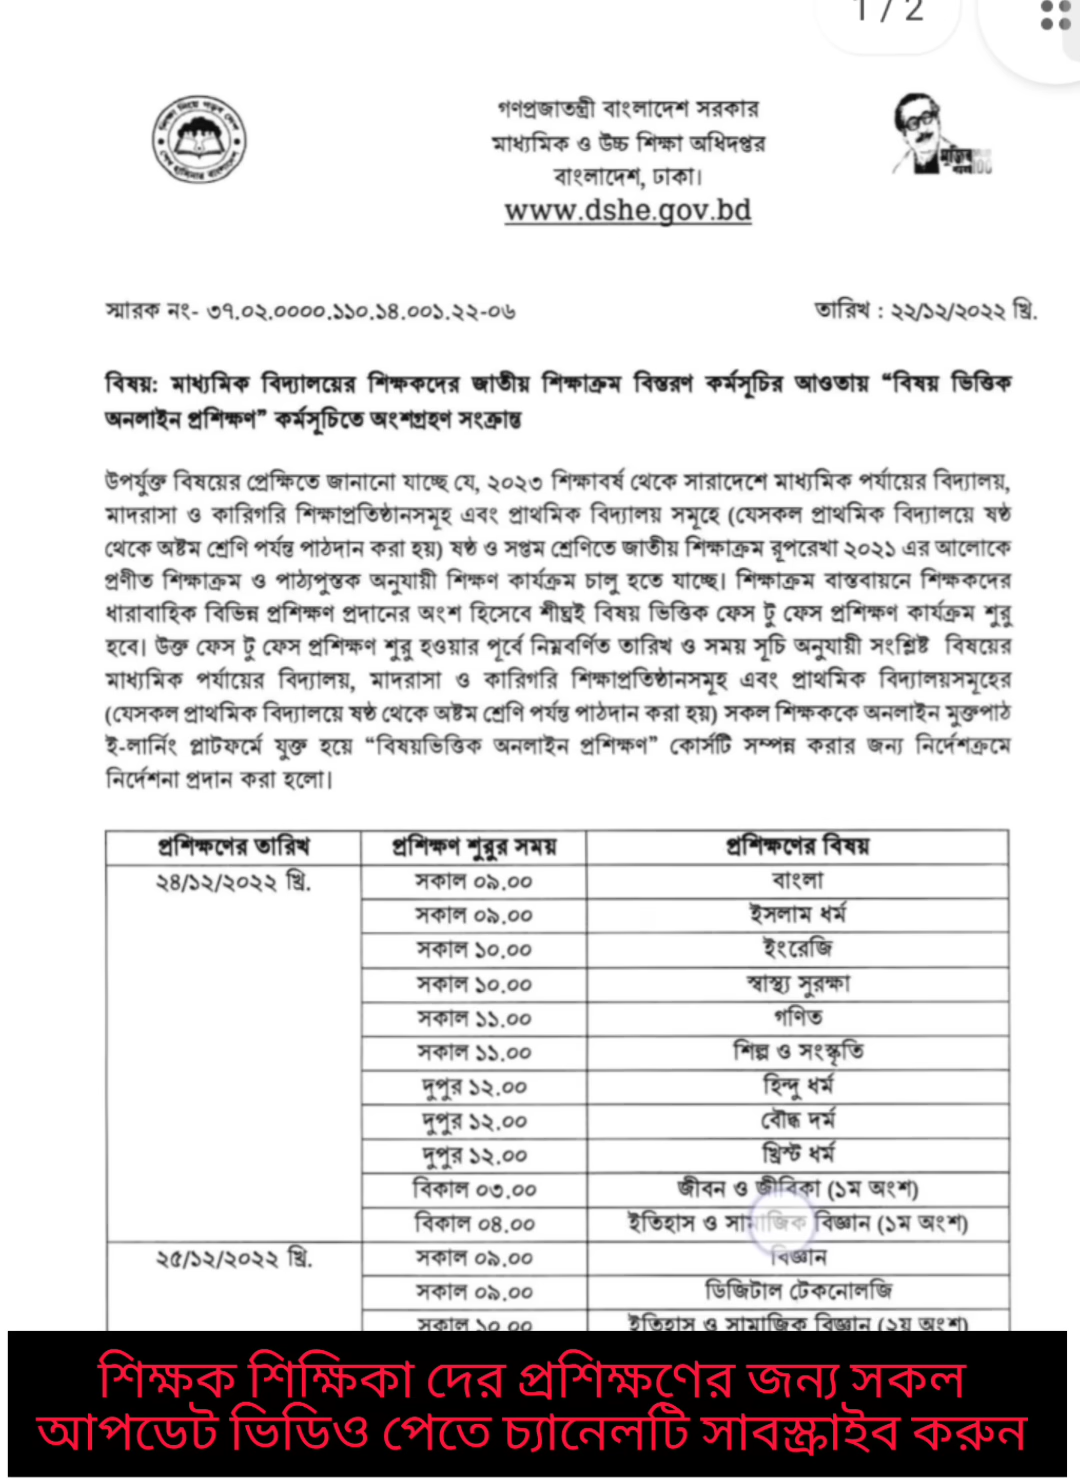 1 / 2
গণপ্রজাতন্ত্রী বাংলাদেশ সরকার
মাধ্যমিক ও উচ্চ শিক্ষা অধিদপ্তর
বাংলাদেশ, ঢাকা।
www.dshe.gov.bd
মুজিব
স্মারক নং- ৩৭.০২.০০০০.১১০.১৪.০০১.২২-০৬ তারিখ : ২২/১২/২০২২ খ্রি.
বিষয়: মাধ্যমিক বিদ্যালয়ের শিক্ষকদের জাতীয় শিক্ষাক্রম বিস্তরণ কর্মসূচির আওতায় “বিষয় ভিত্তিক
অনলাইন প্রশিক্ষণ” কর্মসূচিতে অংশগ্রহণ সংক্রান্ত
উপর্যুক্ত বিষয়ের প্রেক্ষিতে জানানো যাচ্ছে যে, ২০২৩ শিক্ষাবর্ষ থেকে সারাদেশে মাধ্যমিক পর্যায়ের বিদ্যালয়,
মাদরাসা ও কারিগরি শিক্ষাপ্রতিষ্ঠানসমূহ এবং প্রাথমিক বিদ্যালয় সমূহে (যেসকল প্রাথমিক বিদ্যালয়ে ষষ্ঠ
থেকে অষ্টম শ্রেণি পর্যন্ত পাঠদান করা হয়) ষষ্ঠ ও সপ্তম শ্রেণিতে জাতীয় শিক্ষাক্রম রূপরেখা ২০২১ এর আলোকে
প্রণীত শিক্ষাক্রম ও পাঠ্যপুস্তক অনুযায়ী শিক্ষণ কার্যক্রম চালু হতে যাচ্ছে। শিক্ষাক্রম বাস্তবায়নে শিক্ষকদের
ধারাবাহিক বিভিন্ন প্রশিক্ষণ প্রদানের অংশ হিসেবে শীঘ্রই বিষয় ভিত্তিক ফেস টু ফেস প্রশিক্ষণ কার্যক্রম শুরু
হবে। উক্ত ফেস টু ফেস প্রশিক্ষণ শুরু হওয়ার পূর্বে নিম্নবর্ণিত তারিখ ও সময় সূচি অনুযায়ী সংশ্লিষ্ট বিষয়ের
মাধ্যমিক পর্যায়ের বিদ্যালয়, মাদরাসা ও কারিগরি শিক্ষাপ্রতিষ্ঠানসমূহ এবং প্রাথমিক বিদ্যালয়সমূহের
(যেসকল প্রাথমিক বিদ্যালয়ে ষষ্ঠ থেকে অষ্টম শ্রেণি পর্যন্ত পাঠদান করা হয়) সকল শিক্ষককে অনলাইন মুক্তপাঠ
ই-লার্নিং প্লাটফর্মে যুক্ত হয়ে “বিষয়ভিত্তিক অনলাইন প্রশিক্ষণ” কোর্সটি সম্পন্ন করার জন্য নির্দেশক্রমে
নির্দেশনা প্রদান করা হলো।
প্রশিক্ষণের তারিখ প্রশিক্ষণ শুরুর সময় প্রশিক্ষণের বিষয়
২৪/১২/২০২২ খ্রি. সকাল ০৯.০০ বাংলা
সকাল ০৯.০০ ইসলাম ধর্ম
সকাল ১০.০০ ইংরেজি
সকাল ১০.০০ স্বাস্থ্য সুরক্ষা
সকাল ১১.০০ গণিত
সকাল ১১.০০ শিল্প ও সংস্কৃতি
দুপুর ১২.০০ হিন্দু ধর্ম
দুপুর ১২.০০ বৌদ্ধ দর্ম
দুপুর ১২.০০ খ্রিস্ট ধর্ম
বিকাল ০৩.০০ জীবন ও জীবিকা (১ম অংশ)
বিকাল ০৪.০০ ইতিহাস ও সামাজিক বিজ্ঞান (১ম অংশ)
২৫/১২/২০২২ খ্রি. সকাল ০৯.০০ বিজ্ঞান
সকাল ০৯.০০ ডিজিটাল টেকনোলজি
সকাল ১০.০০ ইতিহাস ও সামাজিক বিজ্ঞান (২য় অংশ)
শিক্ষক শিক্ষিকা দের প্রশিক্ষণের জন্য সকল
আপডেট ভিডিও পেতে চ্যানেলটি সাবস্ক্রাইব করুন